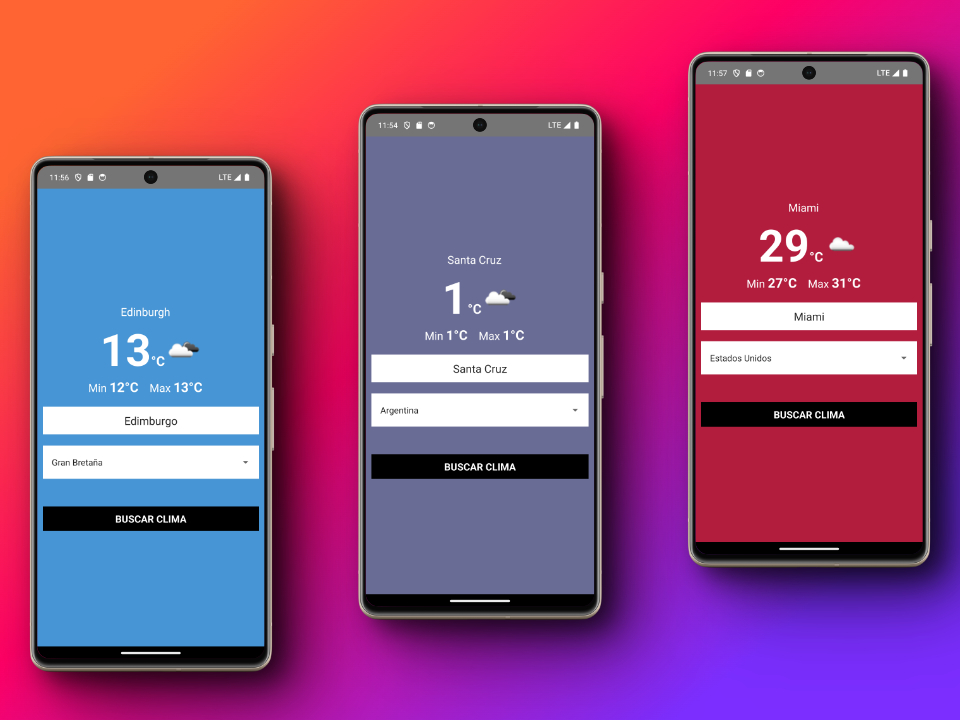 11:56 LTE
Edinburgh
13°C
Min 12°C Max 13°C
Edimburgo
Gran Bretaña
BUSCAR CLIMA
11:54 LTE
Santa Cruz
1°C
Min 1°C Max 1°C
Santa Cruz
Argentina
BUSCAR CLIMA
11:57 LTE
Miami
29°C
Min 27°C Max 31°C
Miami
Estados Unidos
BUSCAR CLIMA